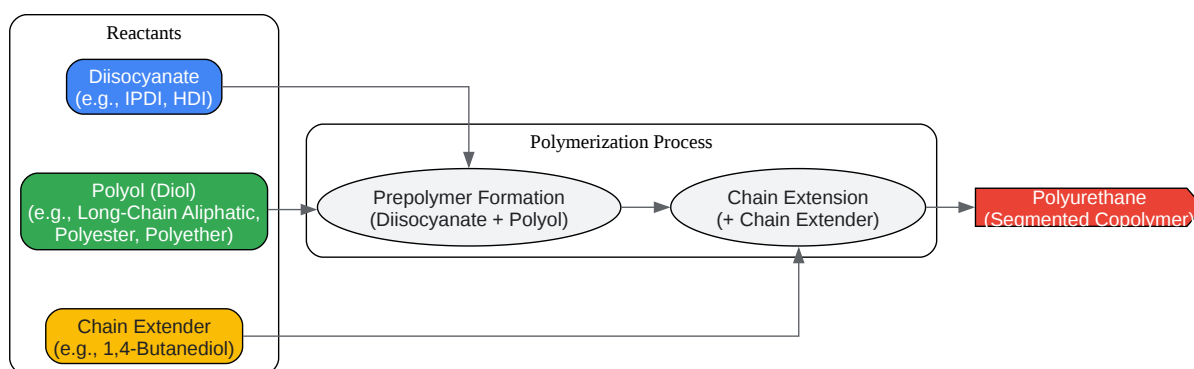 Reactants
Diisocyanate
(e.g., IPDI, HDI)
Polyol (Diol)
(e.g., Long-Chain Aliphatic,
Polyester, Polyether)
Chain Extender
(e.g., 1,4-Butanediol)
Polymerization Process
Prepolymer Formation
(Diisocyanate + Polyol)
Chain Extension
(+ Chain Extender)
Polyurethane
(Segmented Copolymer)